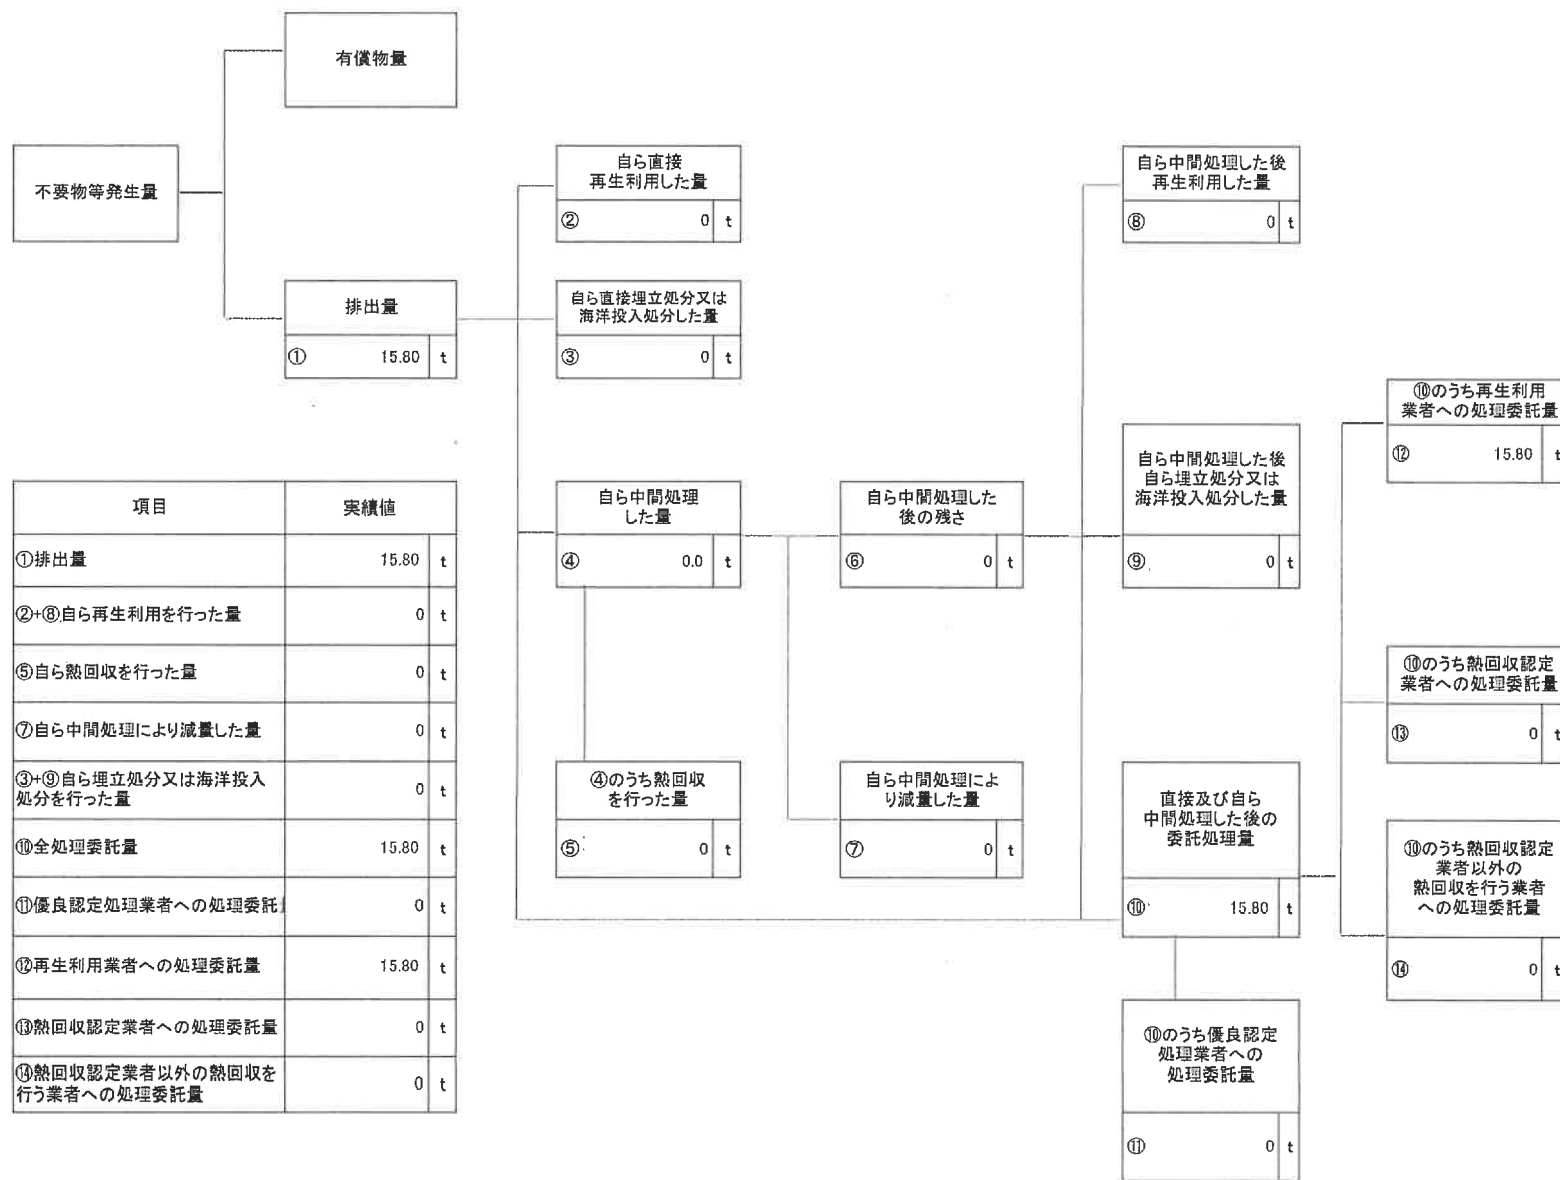 有償物量
不要物等発生量
排出量
① 15.80 t
自ら直接
再生利用した量
② 0 t
自ら直接埋立処分又は
海洋投入処分した量
③ 0 t
自ら中間処理した後
再生利用した量
⑧ 0 t
⑩のうち再生利用
業者への処理委託量
⑫ 15.80 t
自ら中間処理
した量
④ 0.0 t
自ら中間処理した
後の残さ
⑥ 0 t
自ら中間処理した後
自ら埋立処分又は
海洋投入処分した量
⑨ 0 t
⑩のうち熱回収認定
業者への処理委託量
⑬ 0 t
④のうち熱回収
を行った量
⑤ 0 t
自ら中間処理によ
り減量した量
⑦ 0 t
直接及び自ら
中間処理した後の
委託処理量
⑩ 15.80 t
⑩のうち熱回収認定
業者以外の
熱回収を行う業者
への処理委託量
⑭ 0 t
⑩のうち優良認定
処理業者への
処理委託量
⑪ 0 t
項目 実績値
①排出量 15.80 t
②+⑧自ら再生利用を行った量 0 t
⑤自ら熱回収を行った量 0 t
⑦自ら中間処理により減量した量 0 t
③+⑨自ら埋立処分又は海洋投入
処分を行った量 0 t
⑩全処理委託量 15.80 t
⑪優良認定処理業者への処理委託 0 t
⑫再生利用業者への処理委託量 15.80 t
⑬熱回収認定業者への処理委託量 0 t
⑭熱回収認定業者以外の熱回収を
行う業者への処理委託量 0 t